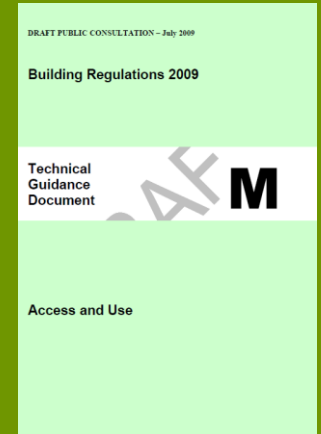 DRAFT PUBLIC CONSULTATION – July 2009
Building Regulations 2009
Technical
Guidance
Document
M
Access and Use